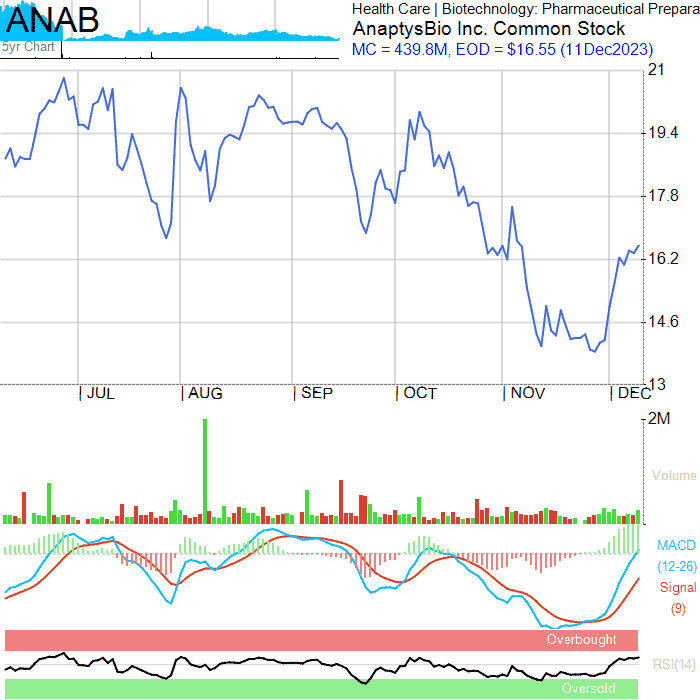 ANAB
5yr Chart
Health Care | Biotechnology: Pharmaceutical Prepara
AnaptysBio Inc. Common Stock
MC = 439.8M, EOD = $16.55 (11Dec2023)
21
19.4
17.8
16.2
14.6
13
| JUL | AUG | SEP | OCT | NOV | DEC
2M
Volume
MACD
(12-26)
Signal
(9)
Overbought
RSI(14)
Oversold